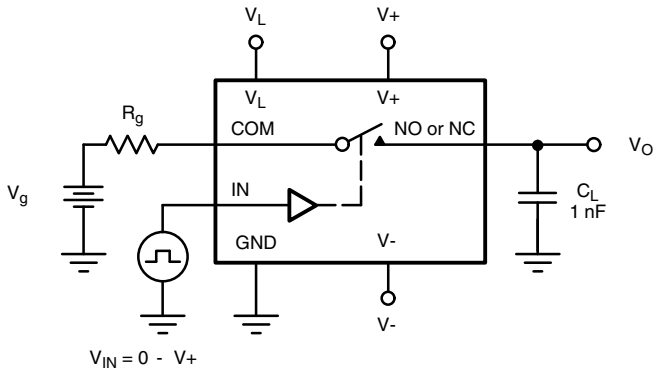 V_L V+
V_L V+
R_g
COM NO or NC
V_O
V_g
IN
C_L
1 nF
GND V-
V-
V_IN = 0 - V+